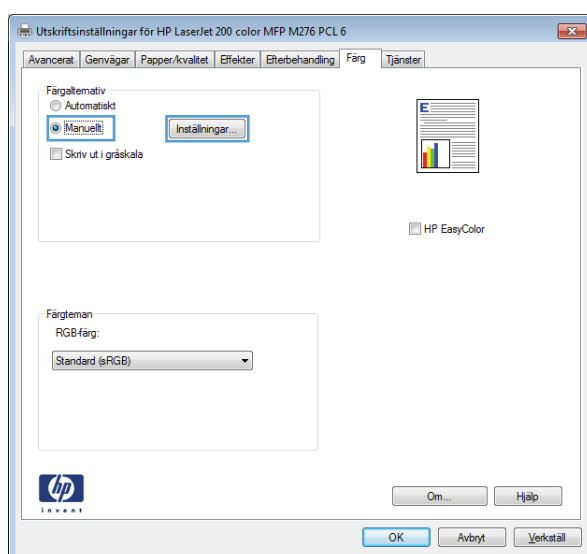 Utskriftsinställningar för HP LaserJet 200 color MFP M276 PCL 6
Avancerat Genvägar Papper/kvalitet Effekter Efterbehandling Färg Tjänster
Färgalternativ
Automatiskt
Manuellt Inställningar...
Skriv ut i gråskala
E
HP EasyColor
Färgteman
RGB-färg:
Standard (sRGB)
hp
invent
Om... Hjälp
OK Avbryt Verkställ